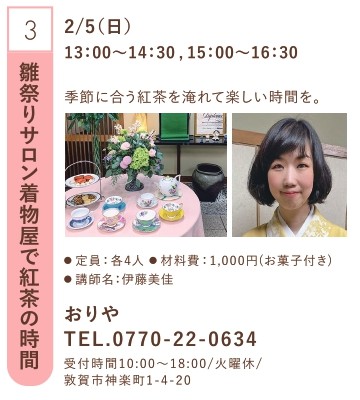 3
雛祭りサロン着物屋で紅茶の時間
2/5(日)
13:00〜14:30 , 15:00〜16:30
季節に合う紅茶を淹れて楽しい時間を。
● 定員:各4人 ● 材料費:1,000円(お菓子付き)
● 講師名:伊藤美佳
おりや
TEL.0770-22-0634
受付時間10:00〜18:00/火曜休/
敦賀市神楽町1-4-20